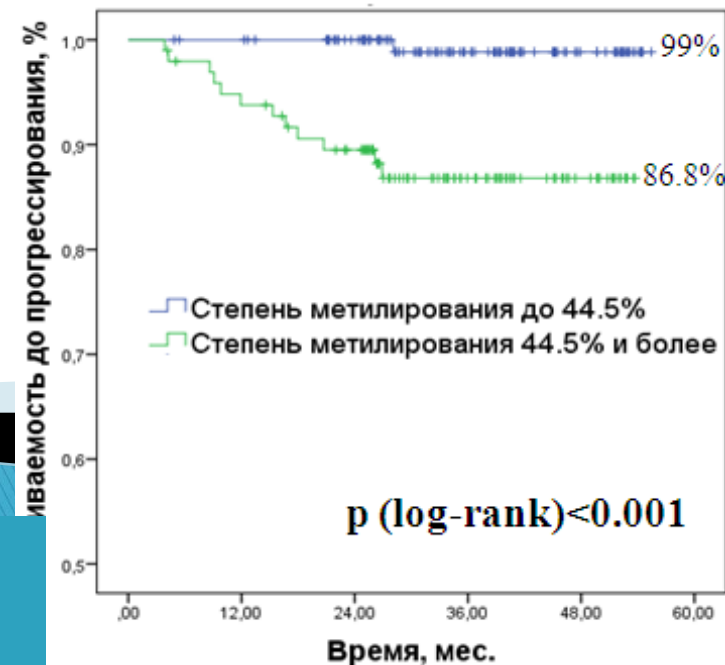 иваемость до прогрессирования, %
1,0
0,9
0,8
0,7
0,6
0,5
99%
86.8%
Степень метилирования до 44.5%
Степень метилирования 44.5% и более
p (log-rank)<0.001
,00
12,00
24,00
36,00
48,00
60,00
Время, мес.